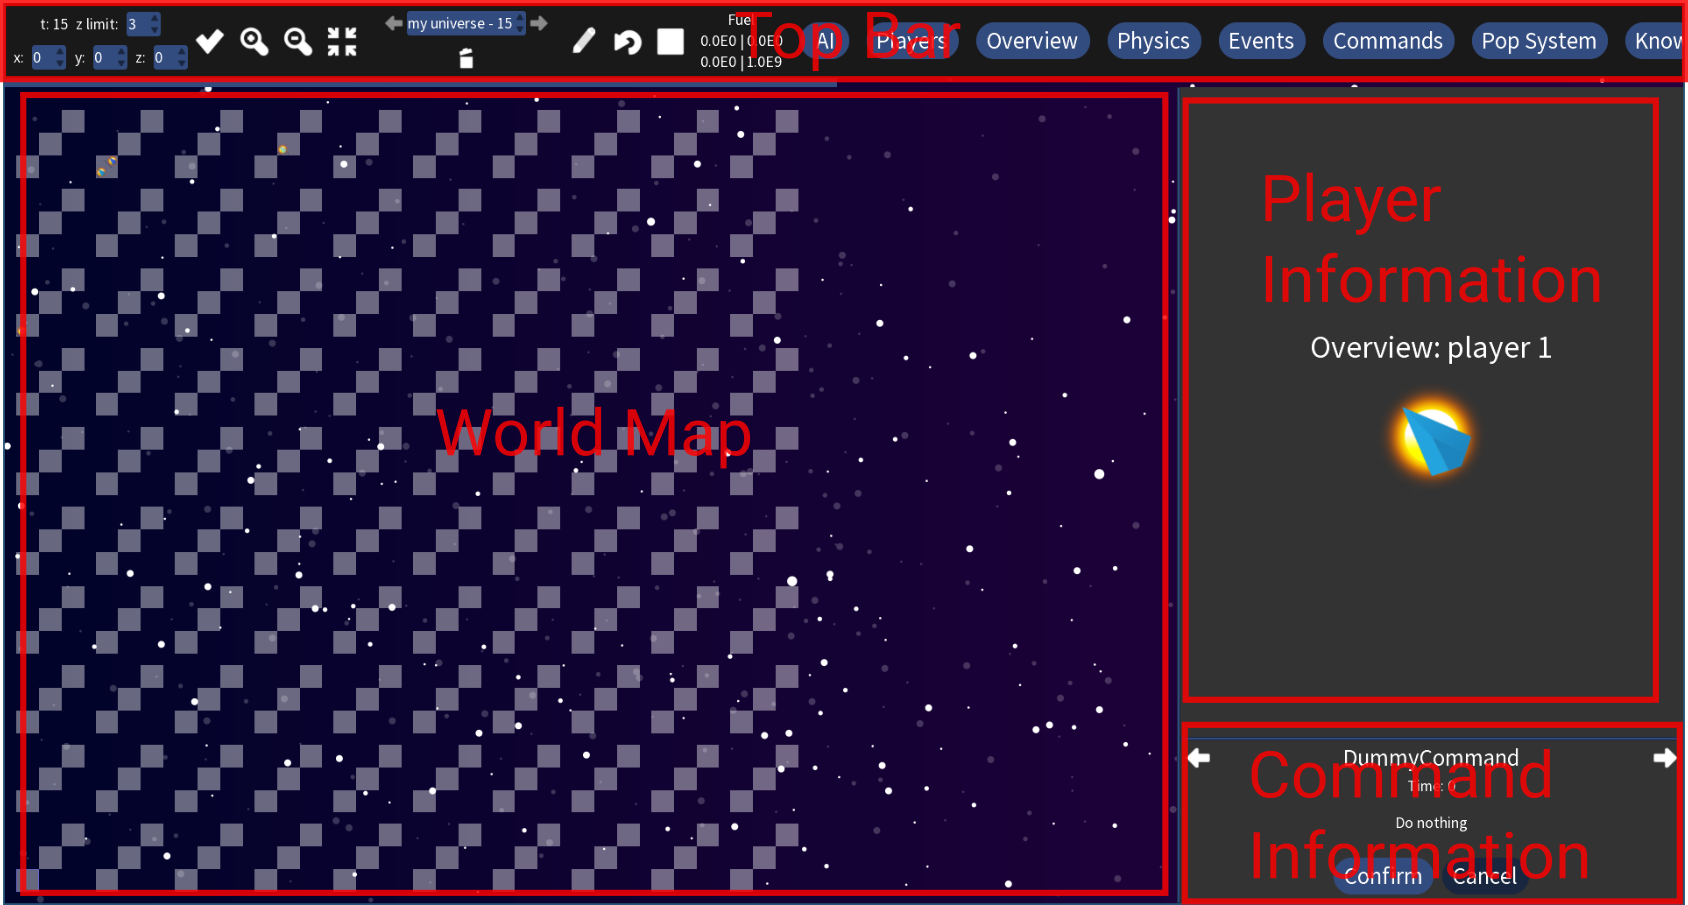 t: 15 z limit: 3
x: 0 y: 0 z: 0
my universe - 15
Fuel
0.0E0 | 0.0E0
0.0E0 | 1.0E9
Top Bar
AI Players Overview Physics Events Commands Pop System
World Map
Player
Information
Overview: player 1
DummyCommand
Time: 0
Do nothing
Confirm Cancel
Command
Information